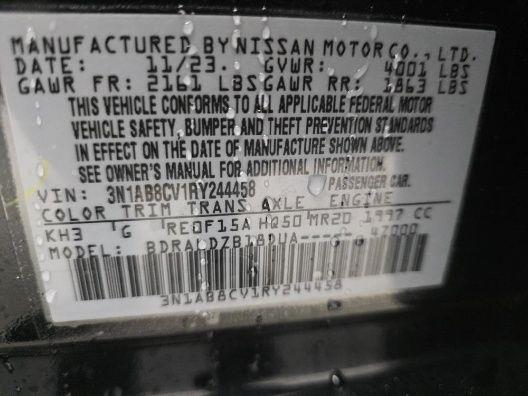 MANUFACTURED BY NISSAN MOTOR CO., LTD.
DATE: 11/23. GVWR: 4001 LBS
GAWR FR: 2161 LBS GAWR RR: 1863 LBS
THIS VEHICLE CONFORMS TO ALL APPLICABLE FEDERAL MOTOR
VEHICLE SAFETY, BUMPER AND THEFT PREVENTION STANDARDS
IN EFFECT ON THE DATE OF MANUFACTURE SHOWN ABOVE.
SEE OWNER'S MANUAL FOR ADDITIONAL INFORMATION.
VIN: 3N1AB8CV1RY244458 /PASSENGER CAR.
COLOR TRIM TRANS AXLE ENGINE
KH3 G RE0F15A HQ50 MR20 1997 CC
MODEL: 47000
3N1AB8CV1RY244458